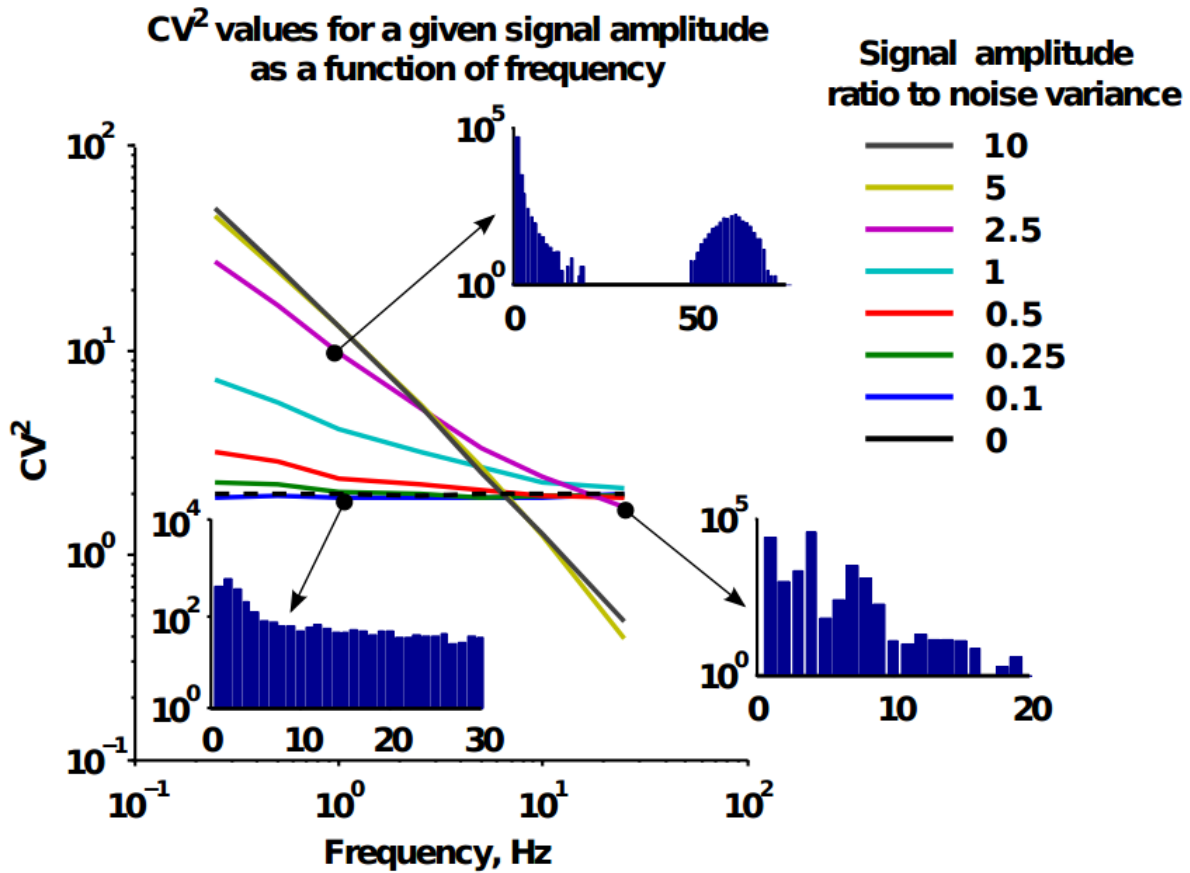 CV² values for a given signal amplitude
as a function of frequency
Signal amplitude
ratio to noise variance
10
5
2.5
1
0.5
0.25
0.1
0
10²
10¹
10⁰
10⁻¹
CV²
10⁵
10⁰
0 50
10⁴
10²
10⁰
0 10 20 30
10⁵
10⁰
0 10 20
10⁻¹ 10⁰ 10¹ 10²
Frequency, Hz